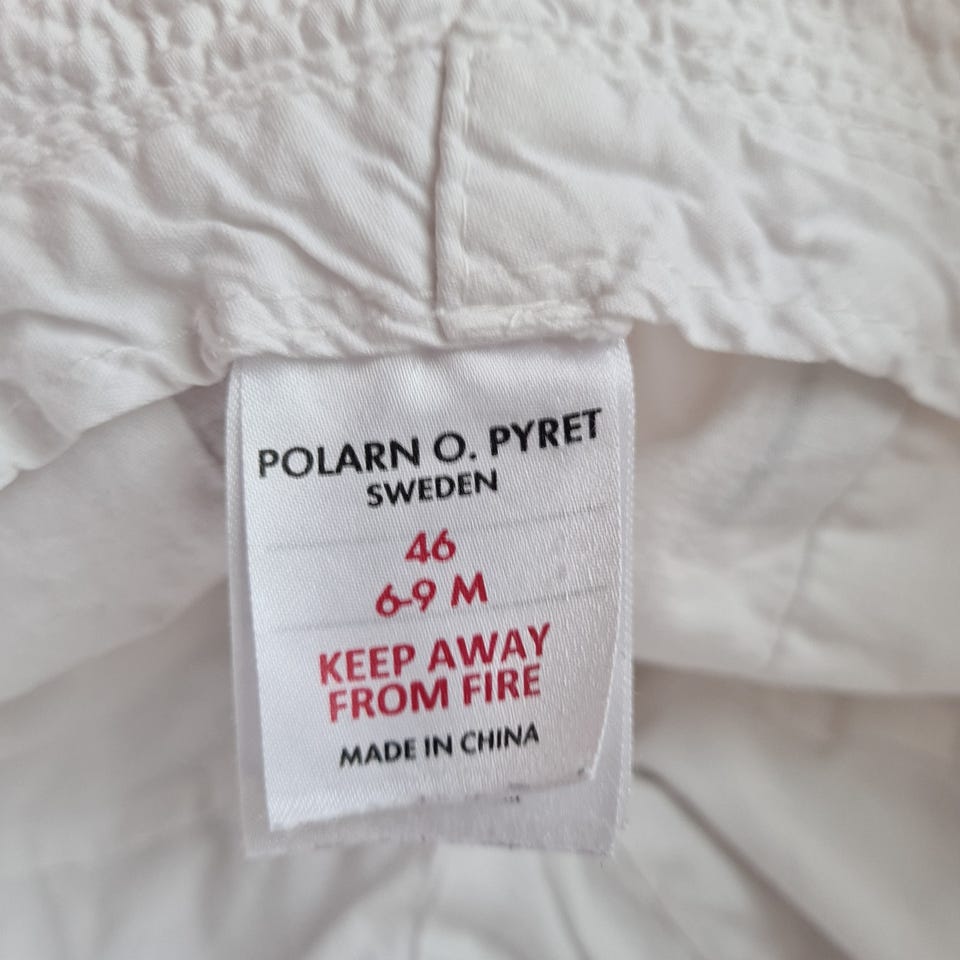 POLARN O. PYRET
SWEDEN
46
6-9 M
KEEP AWAY
FROM FIRE
MADE IN CHINA